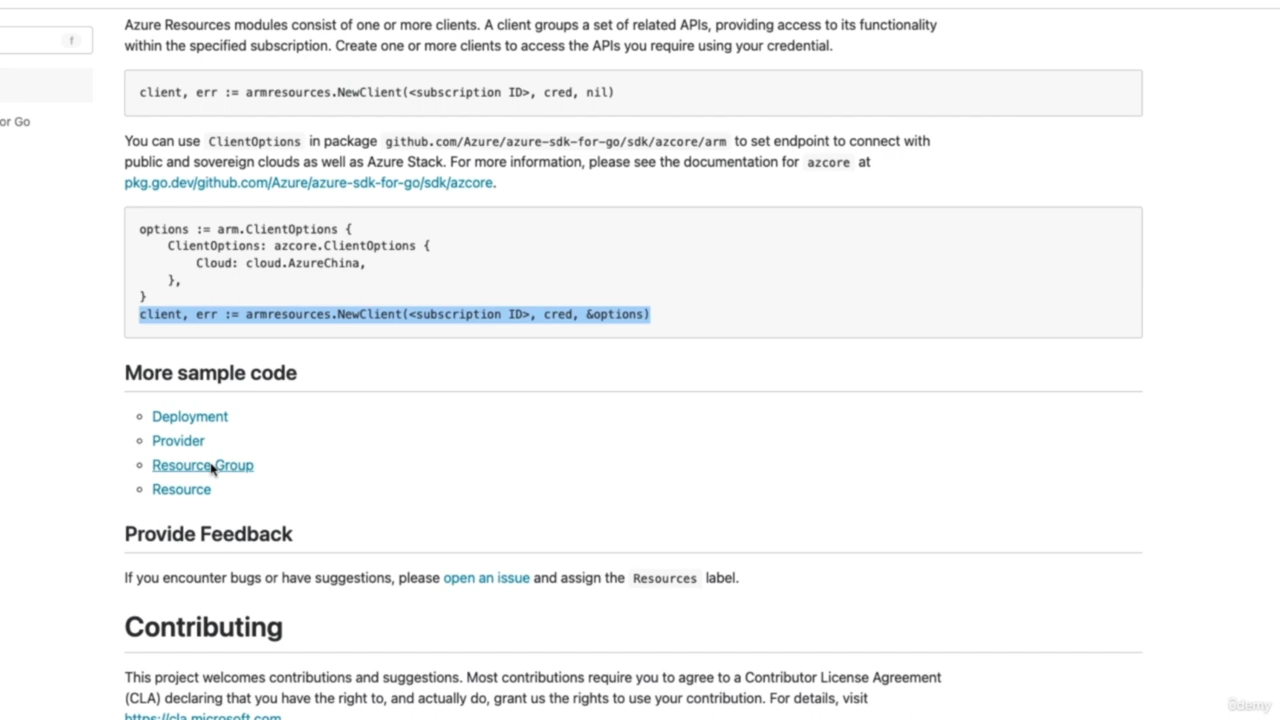 Azure Resources modules consist of one or more clients. A client groups a set of related APIs, providing access to its functionality
f
within the specified subscription. Create one or more clients to access the APIs you require using your credential.
client, err := armresources.NewClient(<subscription ID>, cred, nil)
or Go
You can use ClientOptions in package github.com/Azure/azure-sdk-for-go/sdk/azcore/arm to set endpoint to connect with
public and sovereign clouds as well as Azure Stack. For more information, please see the documentation for azcore at
pkg.go.dev/github.com/Azure/azure-sdk-for-go/sdk/azcore.
options := arm.ClientOptions {
    ClientOptions: azcore.ClientOptions {
        Cloud: cloud.AzureChina,
    },
}
client, err := armresources.NewClient(<subscription ID>, cred, &options)
More sample code
Deployment
Provider
Resource Group
Resource
Provide Feedback
If you encounter bugs or have suggestions, please open an issue and assign the Resources label.
Contributing
This project welcomes contributions and suggestions. Most contributions require you to agree to a Contributor License Agreement
(CLA) declaring that you have the right to, and actually do, grant us the rights to use your contribution. For details, visit
https://cla.microsoft.com
ûdemy